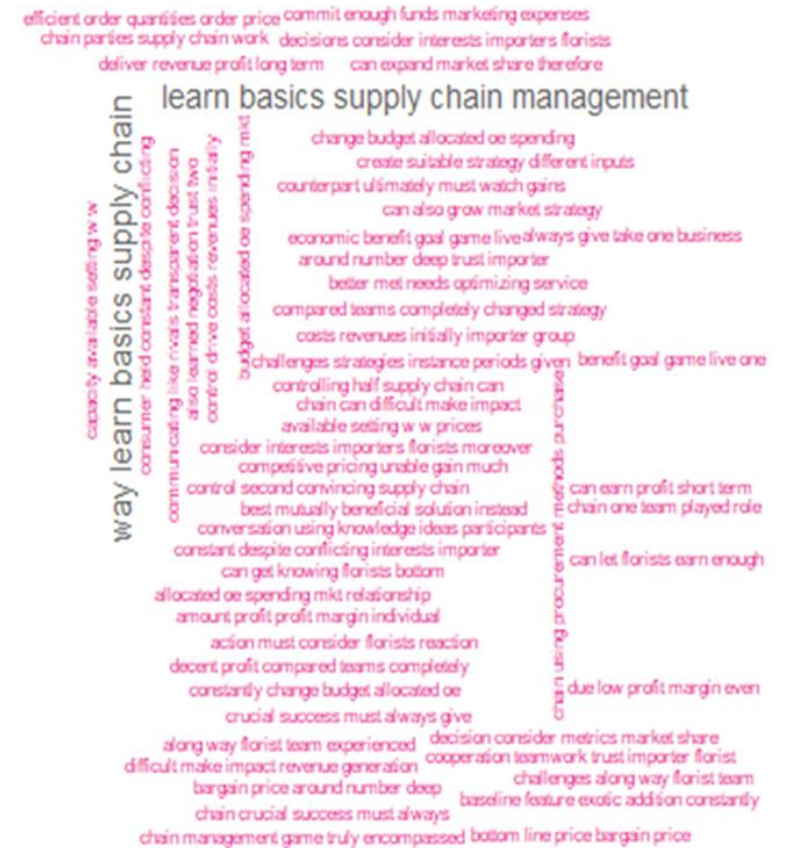 efficient order quantities order price
commit enough funds marketing expenses
chain parties supply chain work
decisions consider interests importers florists
deliver revenue profit long term
can expand market share therefore
learn basics supply chain management
way learn basics supply chain
capacity available setting w w
consumer held constant despite conflicting
communicating like rivals transparent decision
also learned negotiation trust two
control drive costs revenues initially
budget allocated oe spending mkt
change budget allocated oe spending
create suitable strategy different inputs
counterpart ultimately must watch gains
can also grow market strategy
economic benefit goal game live
always give take one business
around number deep trust importer
better met needs optimizing service
compared teams completely changed strategy
costs revenues initially importer group
challenges strategies instance periods given
benefit goal game live one
controlling half supply chain can
chain can difficult make impact
available setting w w prices
consider interests importers florists moreover
competitive pricing unable gain much
control second convincing supply chain
can earn profit short term
best mutually beneficial solution instead
chain one team played role
conversation using knowledge ideas participants
constant despite conflicting interests importer
can let florists earn enough
can get knowing florists bottom
allocated oe spending mkt relationship
amount profit profit margin individual
action must consider florists reaction
decent profit compared teams completely
constantly change budget allocated oe
due low profit margin even
chain using procurement methods purchase
crucial success must always give
along way florist team experienced
decision consider metrics market share
difficult make impact revenue generation
cooperation teamwork trust importer florist
challenges along way florist team
bargain price around number deep
baseline feature exotic addition constantly
chain crucial success must always
chain management game truly encompassed
bottom line price bargain price